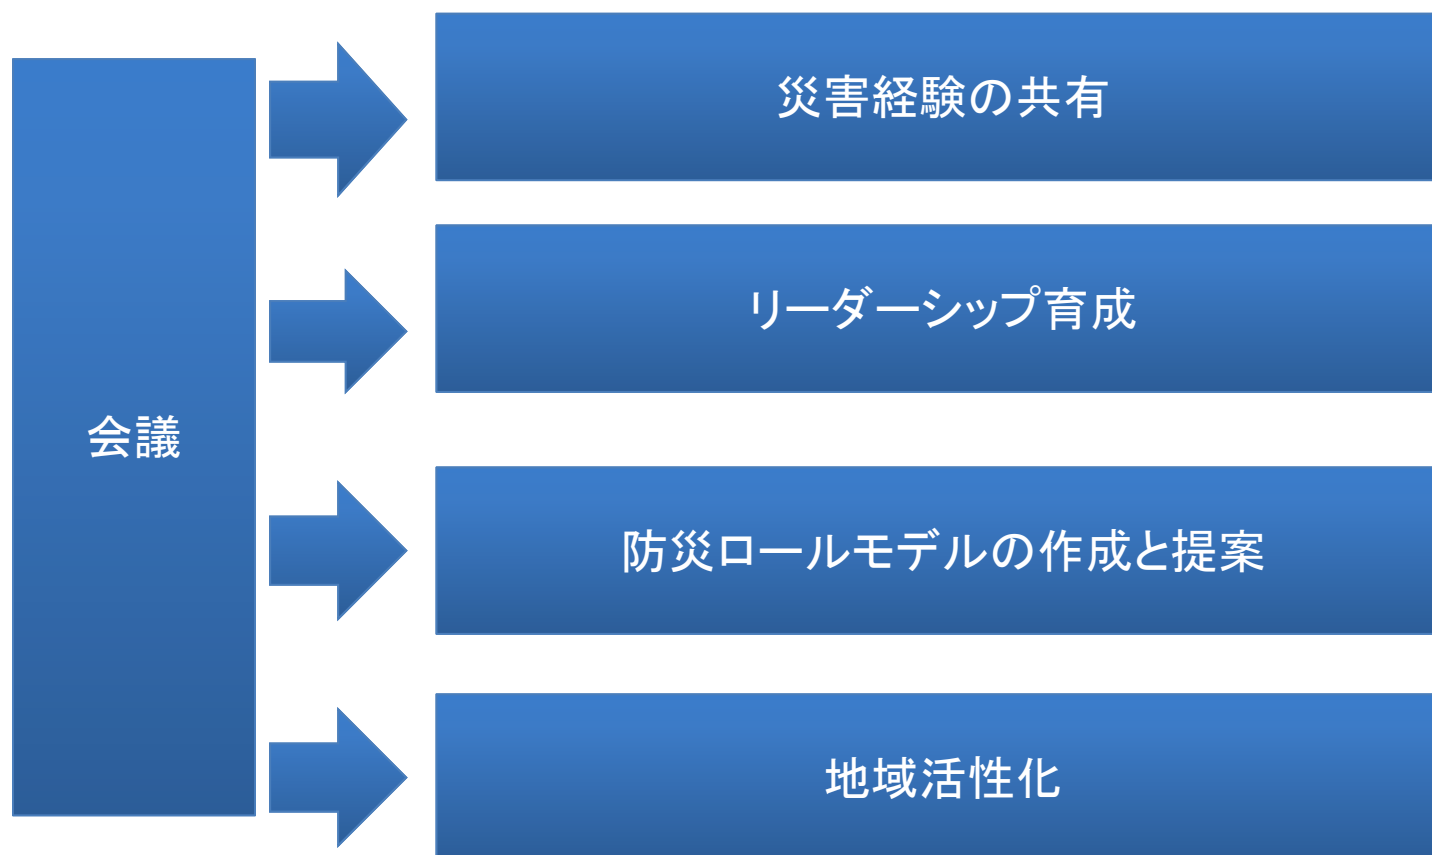 会議
災害経験の共有
リーダーシップ育成
防災ロールモデルの作成と提案
地域活性化